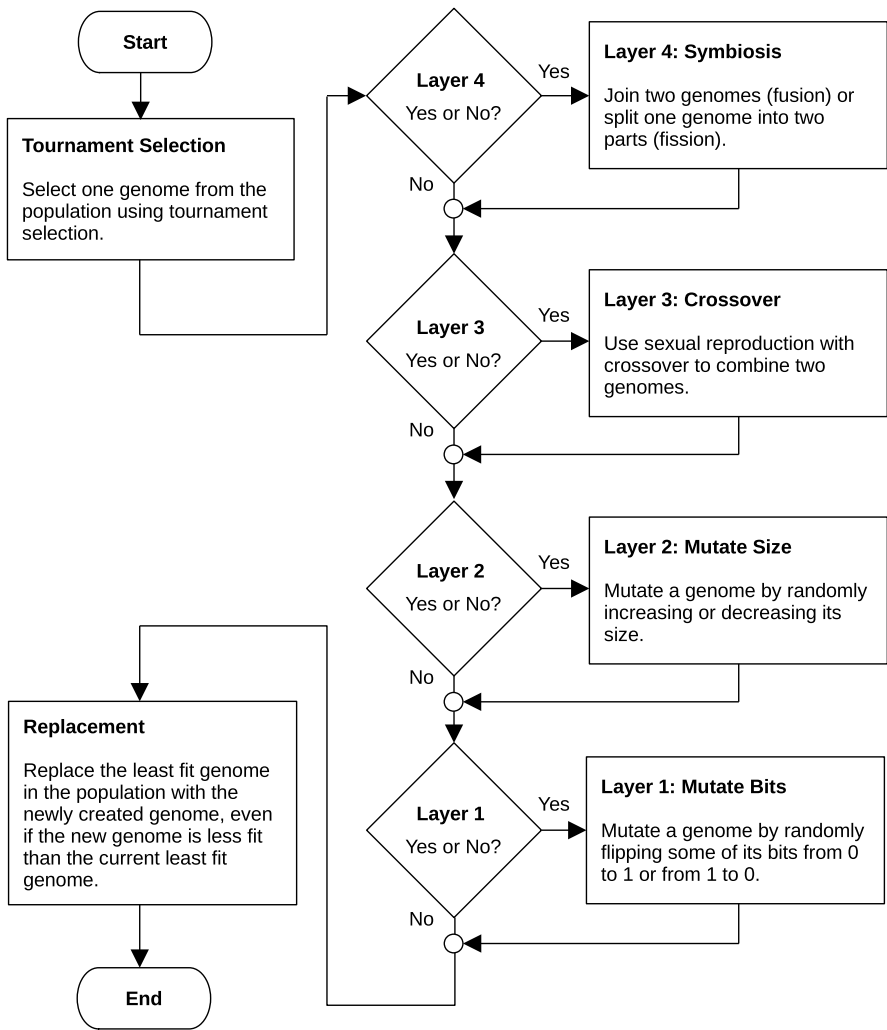 Start
Tournament Selection
Select one genome from the
population using tournament
selection.
Layer 4
Yes or No?
Yes
No
Layer 4: Symbiosis
Join two genomes (fusion) or
split one genome into two
parts (fission).
Layer 3
Yes or No?
Yes
No
Layer 3: Crossover
Use sexual reproduction with
crossover to combine two
genomes.
Layer 2
Yes or No?
Yes
No
Layer 2: Mutate Size
Mutate a genome by randomly
increasing or decreasing its
size.
Layer 1
Yes or No?
Yes
No
Layer 1: Mutate Bits
Mutate a genome by randomly
flipping some of its bits from 0
to 1 or from 1 to 0.
Replacement
Replace the least fit genome
in the population with the
newly created genome, even
if the new genome is less fit
than the current least fit
genome.
End